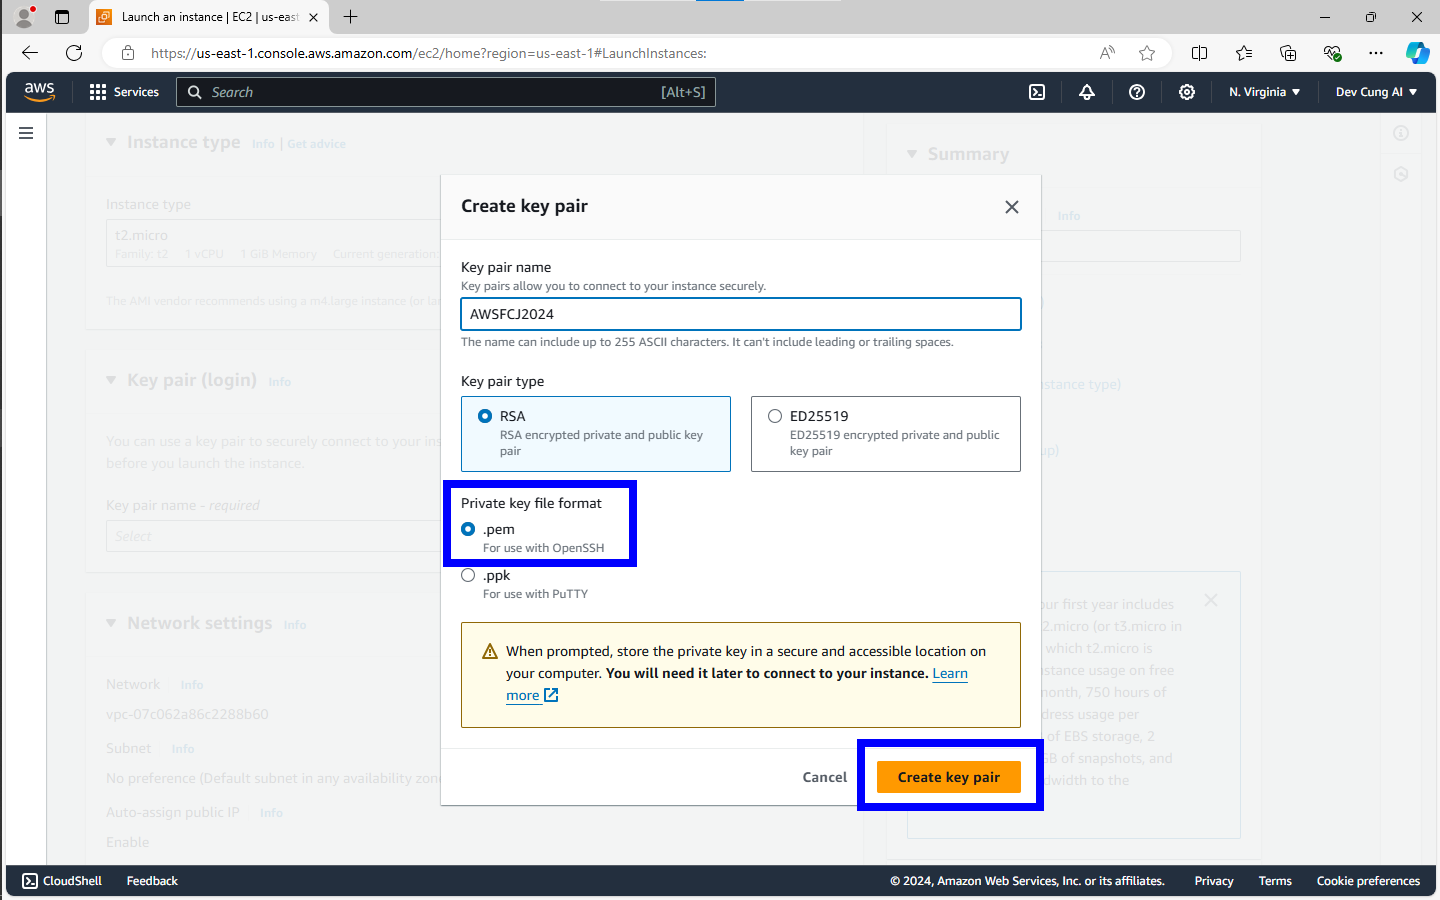 Launch an instance | EC2 | us-east
https://us-east-1.console.aws.amazon.com/ec2/home?region=us-east-1#LaunchInstances:
aws
Services
Search
[Alt+S]
N. Virginia
Dev Cung AI
Instance type
Info | Get advice
Summary
Instance type
Info
t2.micro
Family: t2 1 vCPU 1 GiB Memory Current generation:
The AMI vendor recommends using a m4.large instance (or
Create key pair
Key pair name
Key pairs allow you to connect to your instance securely.
AWSFCJ2024
The name can include up to 255 ASCII characters. It can't include leading or trailing spaces.
Key pair type
RSA
RSA encrypted private and public key
pair
ED25519
ED25519 encrypted private and public
key pair
Private key file format
.pem
For use with OpenSSH
.ppk
For use with PuTTY
When prompted, store the private key in a secure and accessible location on
your computer. You will need it later to connect to your instance. Learn
more
Cancel
Create key pair
Key pair (login)
Info
You can use a key pair to securely connect to your
before you launch the instance.
Key pair name - required
Select
Network settings
Info
Network
Info
vpc-07c062a86c2288b60
Subnet
Info
No preference (Default subnet in any availability
Auto-assign public IP
Info
Enable
instance type)
first year includes
(or t3.micro in
which t2.micro is
usage on free
750 hours of
usage per
of EBS storage, 2
GB of snapshots, and
to the
CloudShell
Feedback
© 2024, Amazon Web Services, Inc. or its affiliates.
Privacy
Terms
Cookie preferences